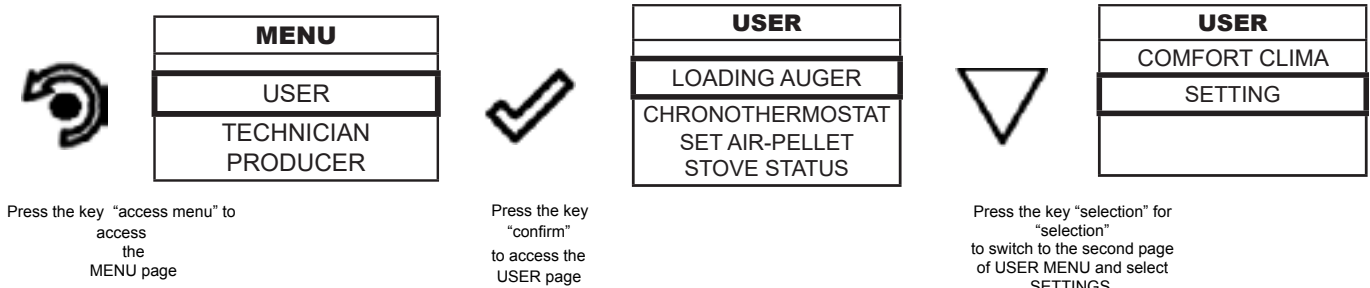 MENU
USER
TECHNICIAN
PRODUCER
USER
LOADING AUGER
CHRONOTHERMOSTAT
SET AIR-PELLET
STOVE STATUS
USER
COMFORT CLIMA
SETTING
Press the key "access menu" to
access
the
MENU page
Press the key
"confirm"
to access the
USER page
Press the key “selection” for
“selection”
to switch to the second page
of USER MENU and select
SETTINGS